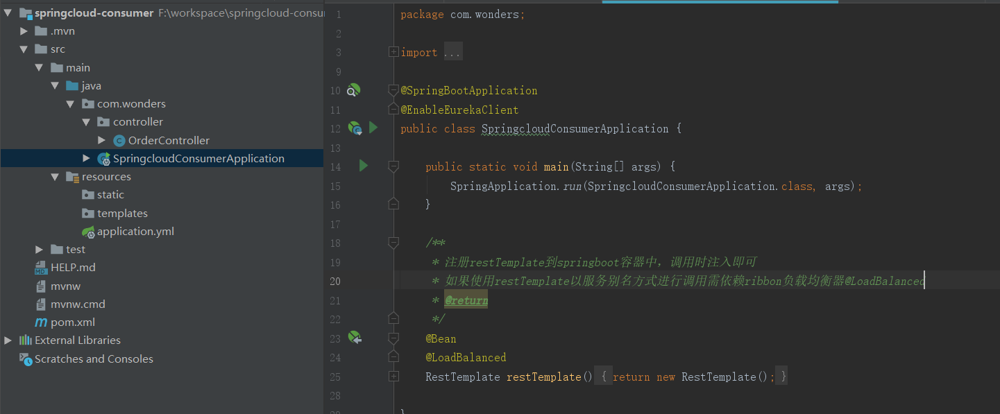 springcloud-consumer F:\workspace\springcloud-consu
.mvn
src
main
java
com.wonders
controller
OrderController
SpringcloudConsumerApplication
resources
static
templates
application.yml
test
HELP.md
mvnw
mvnw.cmd
pom.xml
External Libraries
Scratches and Consoles
1 package com.wonders;
2
3 import ...
9
10 @SpringBootApplication
11 @EnableEurekaClient
12 public class SpringcloudConsumerApplication {
13
14 public static void main(String[] args) {
15 SpringApplication.run(SpringcloudConsumerApplication.class, args);
16 }
17
18 /**
19 * 注册restTemplate到springboot容器中，调用时注入即可
20 * 如果使用restTemplate以服务别名方式进行调用需依赖ribbon负载均衡器@LoadBalanced
21 * @return
22 */
23 @Bean
24 @LoadBalanced
25 RestTemplate restTemplate() { return new RestTemplate(); }
28